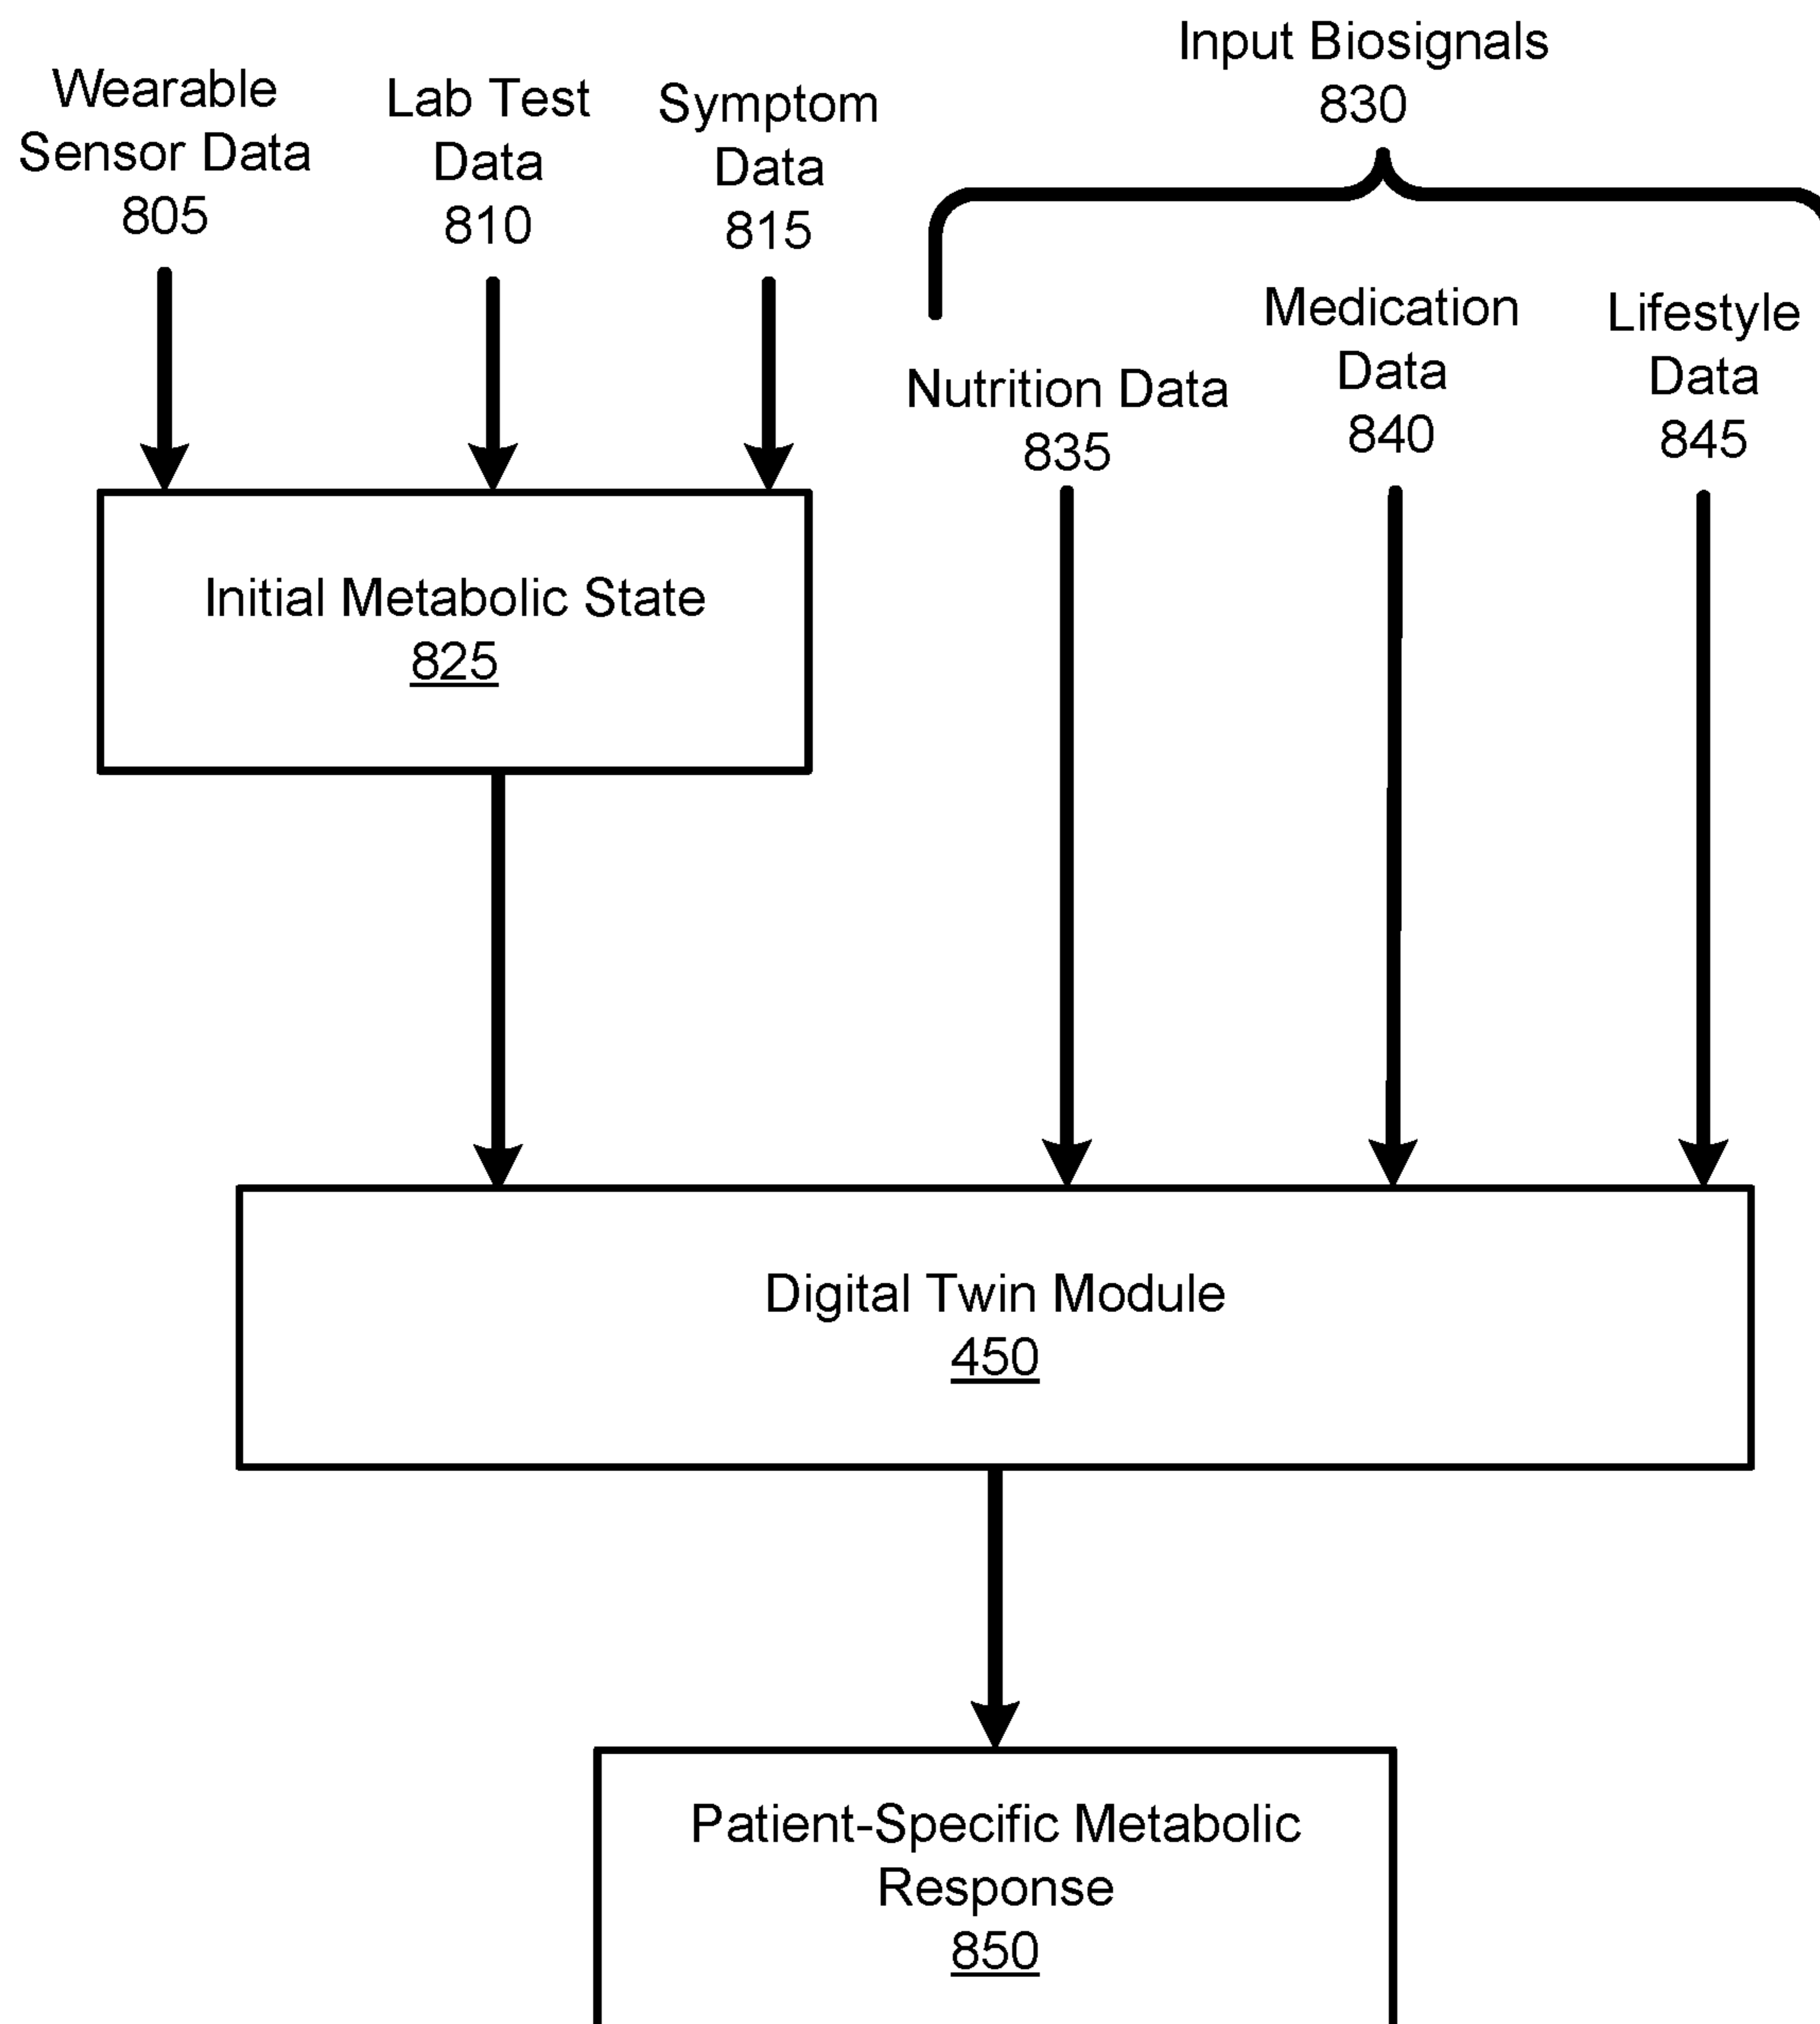 Input Biosignals
830
Wearable
Sensor Data
805
Lab Test
Data
810
Symptom
Data
815
Nutrition Data
835
Medication
Data
840
Lifestyle
Data
845
Initial Metabolic State
825
Digital Twin Module
450
Patient-Specific Metabolic
Response
850